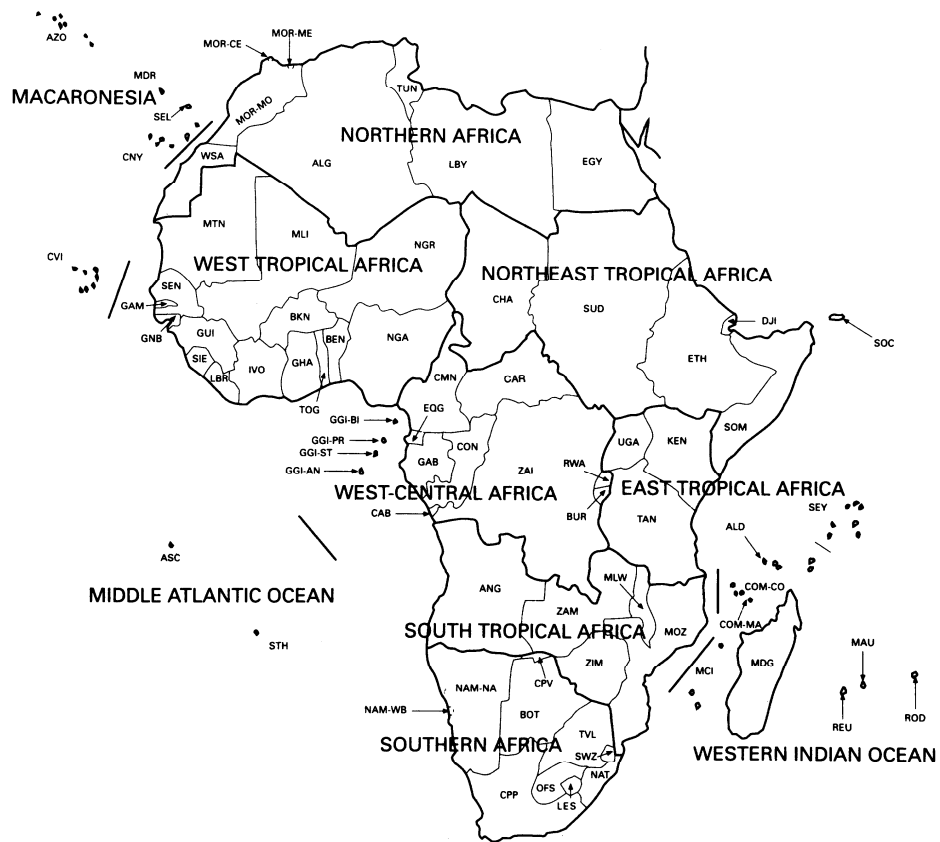 AZO
MOR-CE
MOR-ME
MDR
MACARONESIA
SEL
MOR-MO
TUN
NORTHERN AFRICA
CNY
WSA
ALG
LBY
EGY
MTN
MLI
NGR
CVI
WEST TROPICAL AFRICA
NORTHEAST TROPICAL AFRICA
SEN
CHA
SUD
GAM
BKN
DJI
GNB
GUI
BEN
NGA
SOC
SIE
IVO
GHA
ETH
LBR
CMN
CAR
TOG
EQG
GGI-BI
SOM
GGI-PR
CON
UGA
KEN
GGI-ST
GAB
RWA
GGI-AN
ZAI
WEST-CENTRAL AFRICA
EAST TROPICAL AFRICA
CAB
BUR
TAN
SEY
ALD
ASC
MLW
ANG
COM-CO
MIDDLE ATLANTIC OCEAN
ZAM
COM-MA
SOUTH TROPICAL AFRICA
MOZ
STH
ZIM
MCI
MDG
MAU
CPV
NAM-NA
NAM-WB
BOT
REU
ROD
TVL
SOUTHERN AFRICA
SWZ
WESTERN INDIAN OCEAN
NAT
CPP
OFS
LES